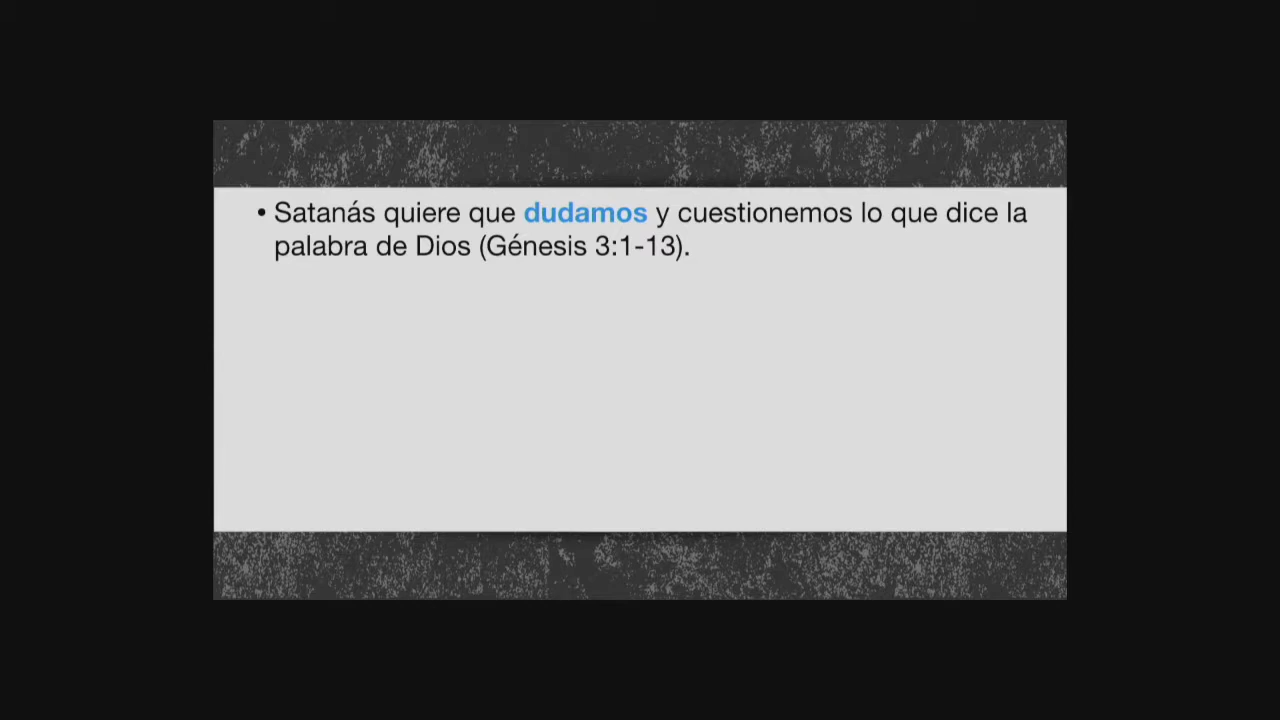 • Satanás quiere que dudamos y cuestionemos lo que dice la
palabra de Dios (Génesis 3:1-13).